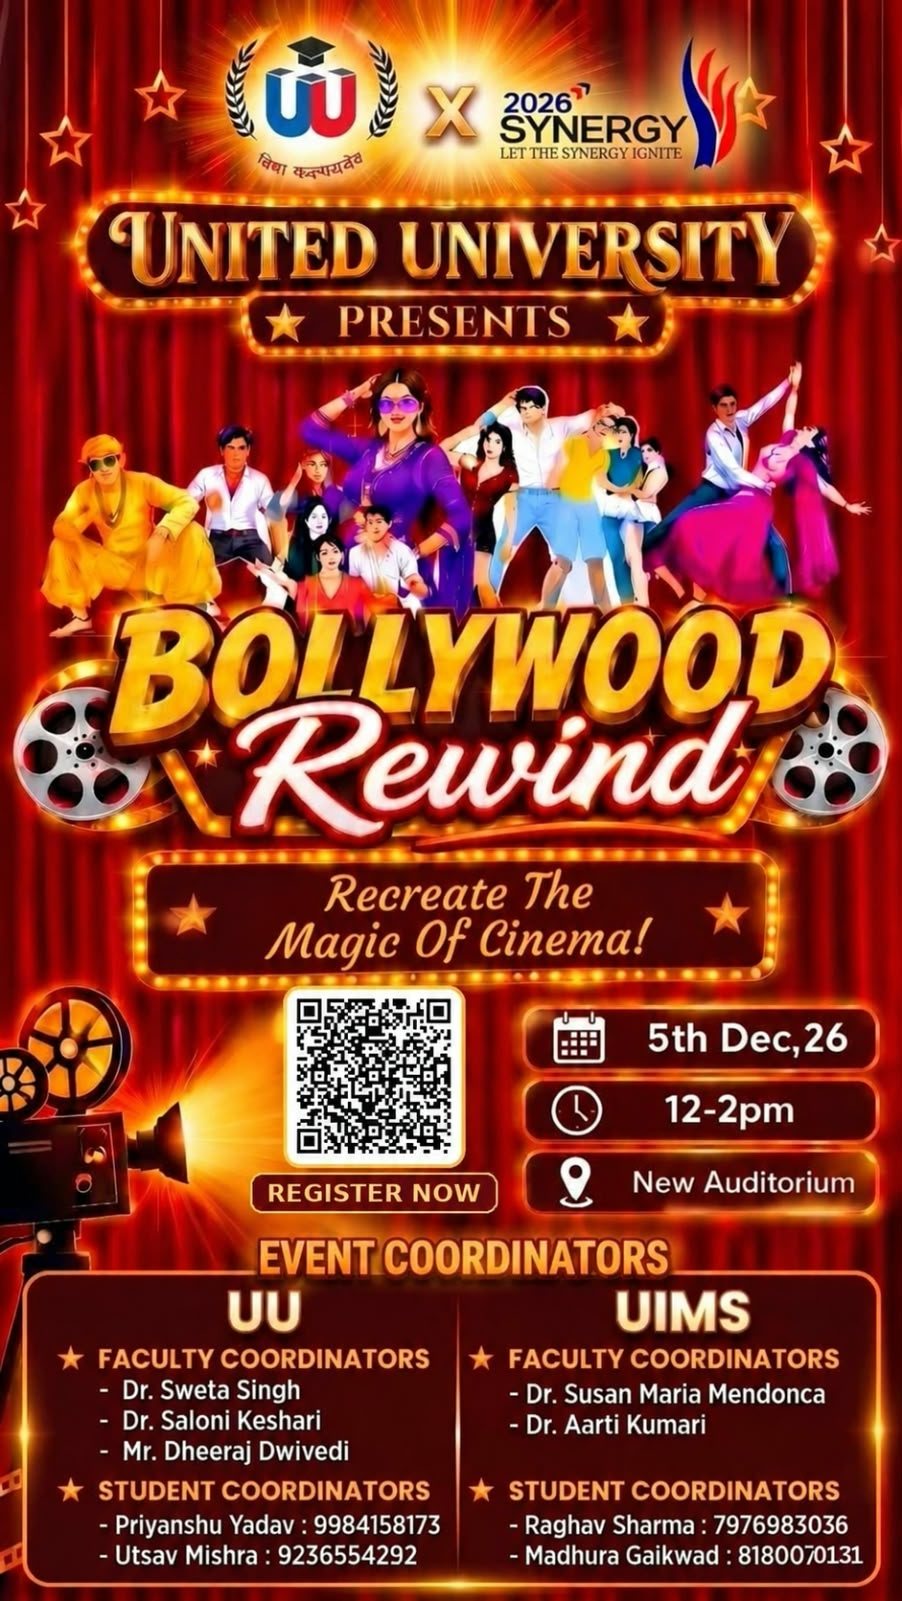 UU
विद्या कल्पायदेव
X
2026
SYNERGY
LET THE SYNERGY IGNITE
UNITED UNIVERSITY
PRESENTS
BOLLYWOOD
Rewind
Recreate The
Magic Of Cinema!
5th Dec,26
12-2pm
New Auditorium
REGISTER NOW
EVENT COORDINATORS
UU
FACULTY COORDINATORS
- Dr. Sweta Singh
- Dr. Saloni Keshari
- Mr. Dheeraj Dwivedi
STUDENT COORDINATORS
- Priyanshu Yadav : 9984158173
- Utsav Mishra : 9236554292
UIMS
FACULTY COORDINATORS
- Dr. Susan Maria Mendonca
- Dr. Aarti Kumari
STUDENT COORDINATORS
- Raghav Sharma : 7976983036
- Madhura Gaikwad : 8180070131